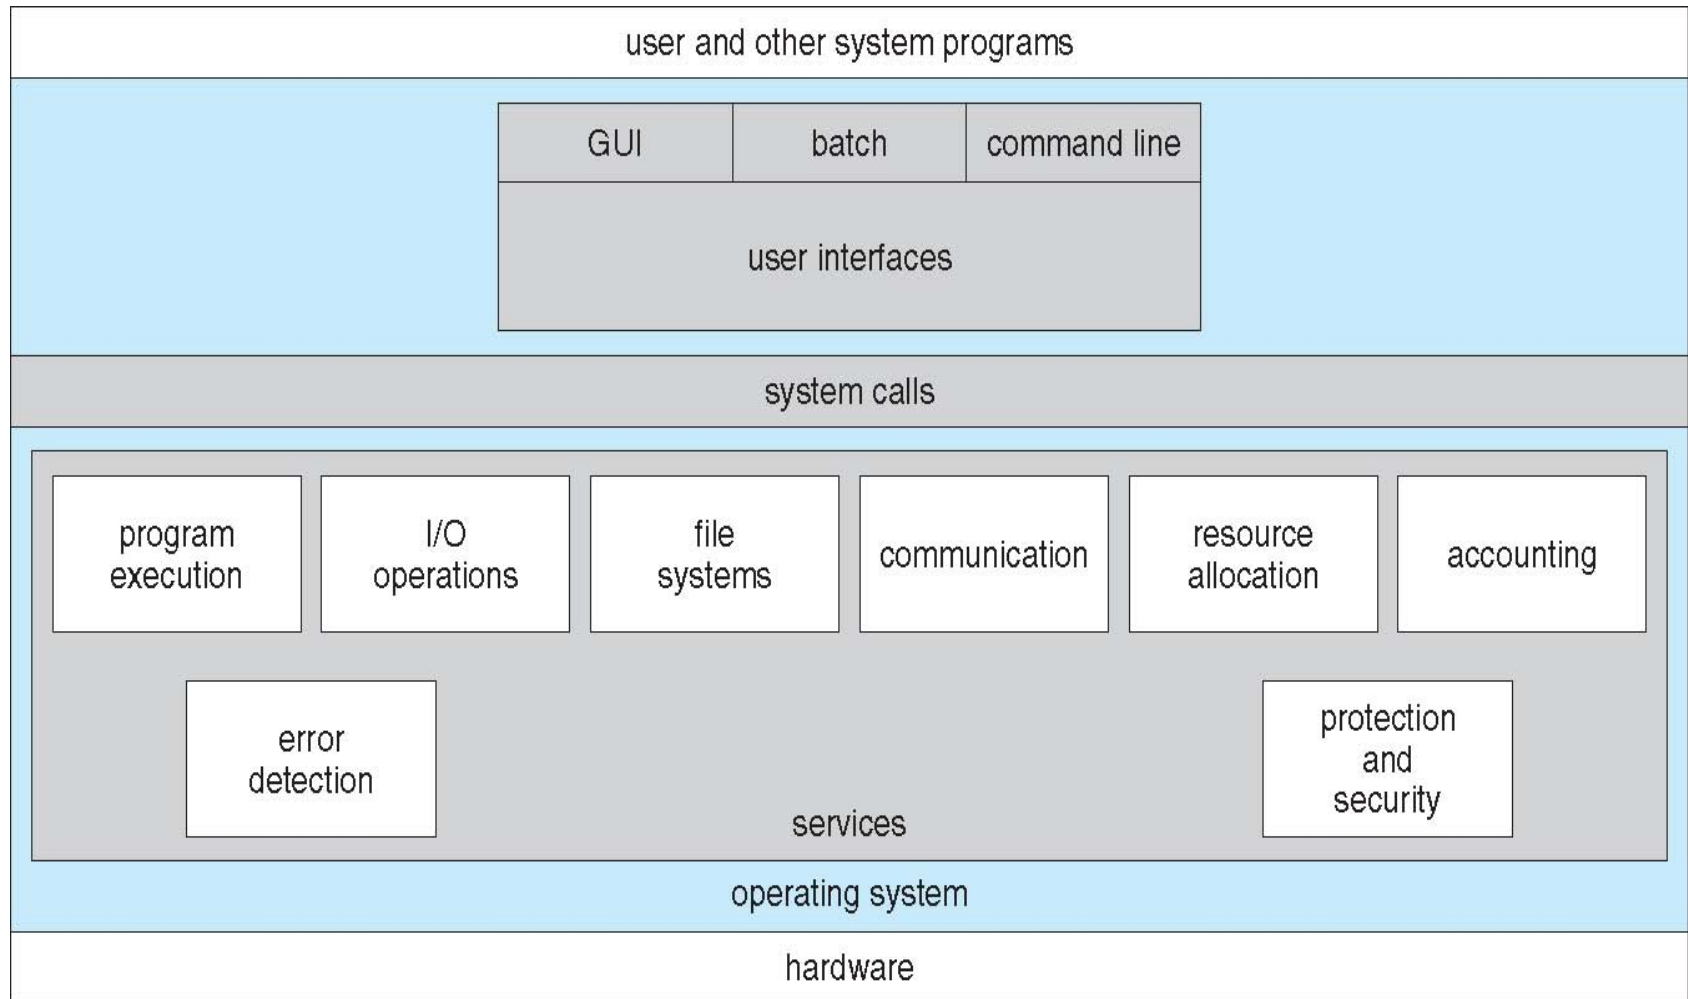 user and other system programs
GUI
batch
command line
user interfaces
system calls
program
execution
I/O
operations
file
systems
communication
resource
allocation
accounting
error
detection
protection
and
security
services
operating system
hardware